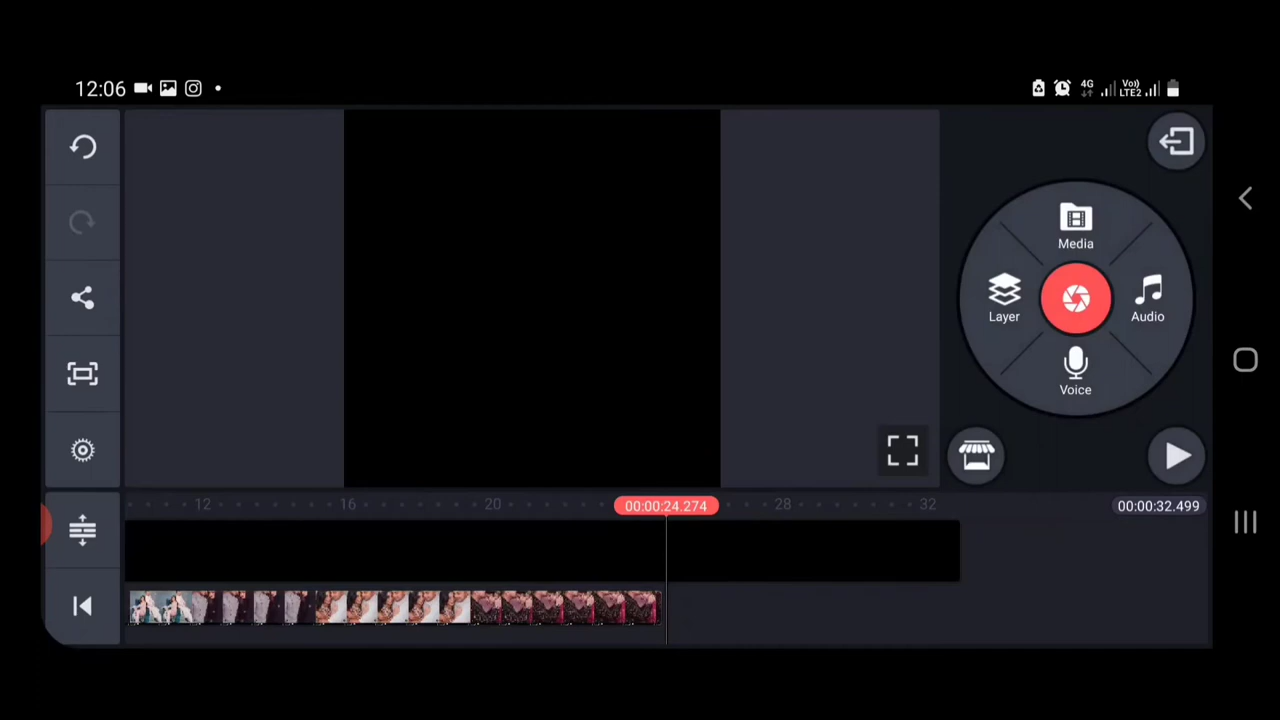 12:06
4G
Vo))
LTE2
Media
Layer
Audio
Voice
12
16
20
00:00:24.274
28
32
00:00:32.499